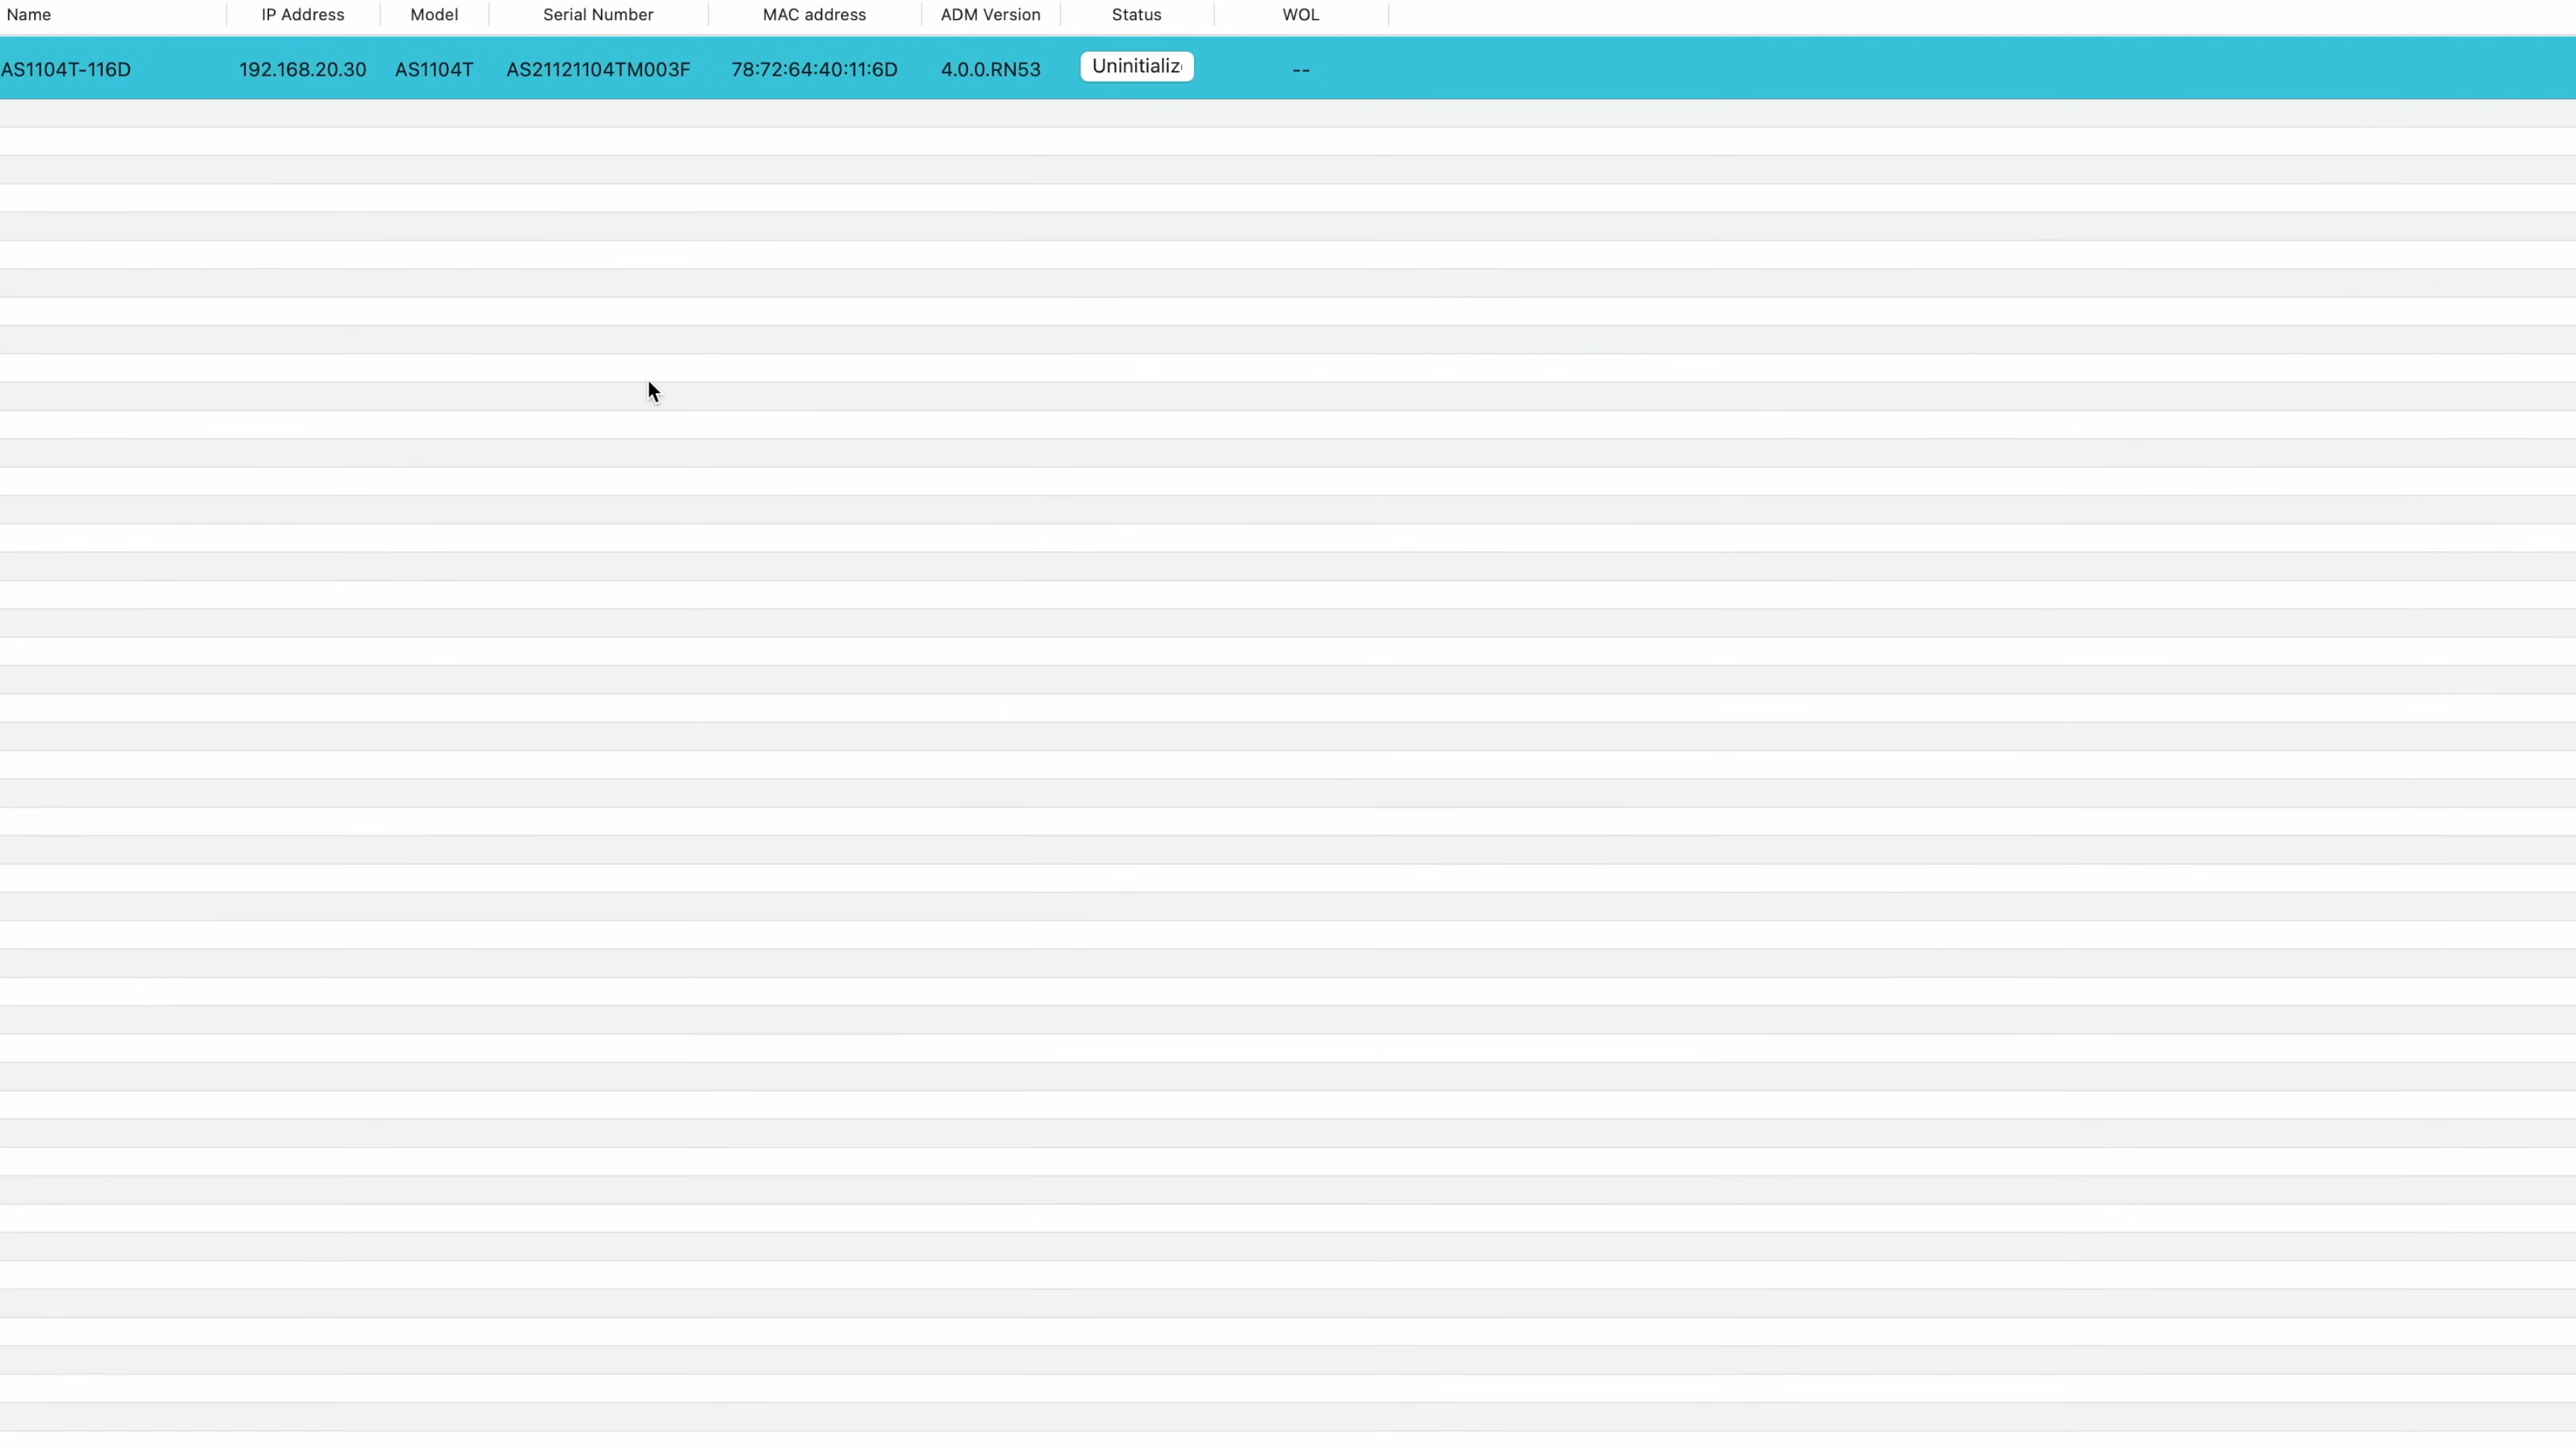 Name IP Address Model Serial Number MAC address ADM Version Status WOL
AS1104T-116D 192.168.20.30 AS1104T AS21121104TM003F 78:72:64:40:11:6D 4.0.0.RN53 Uninitializ --